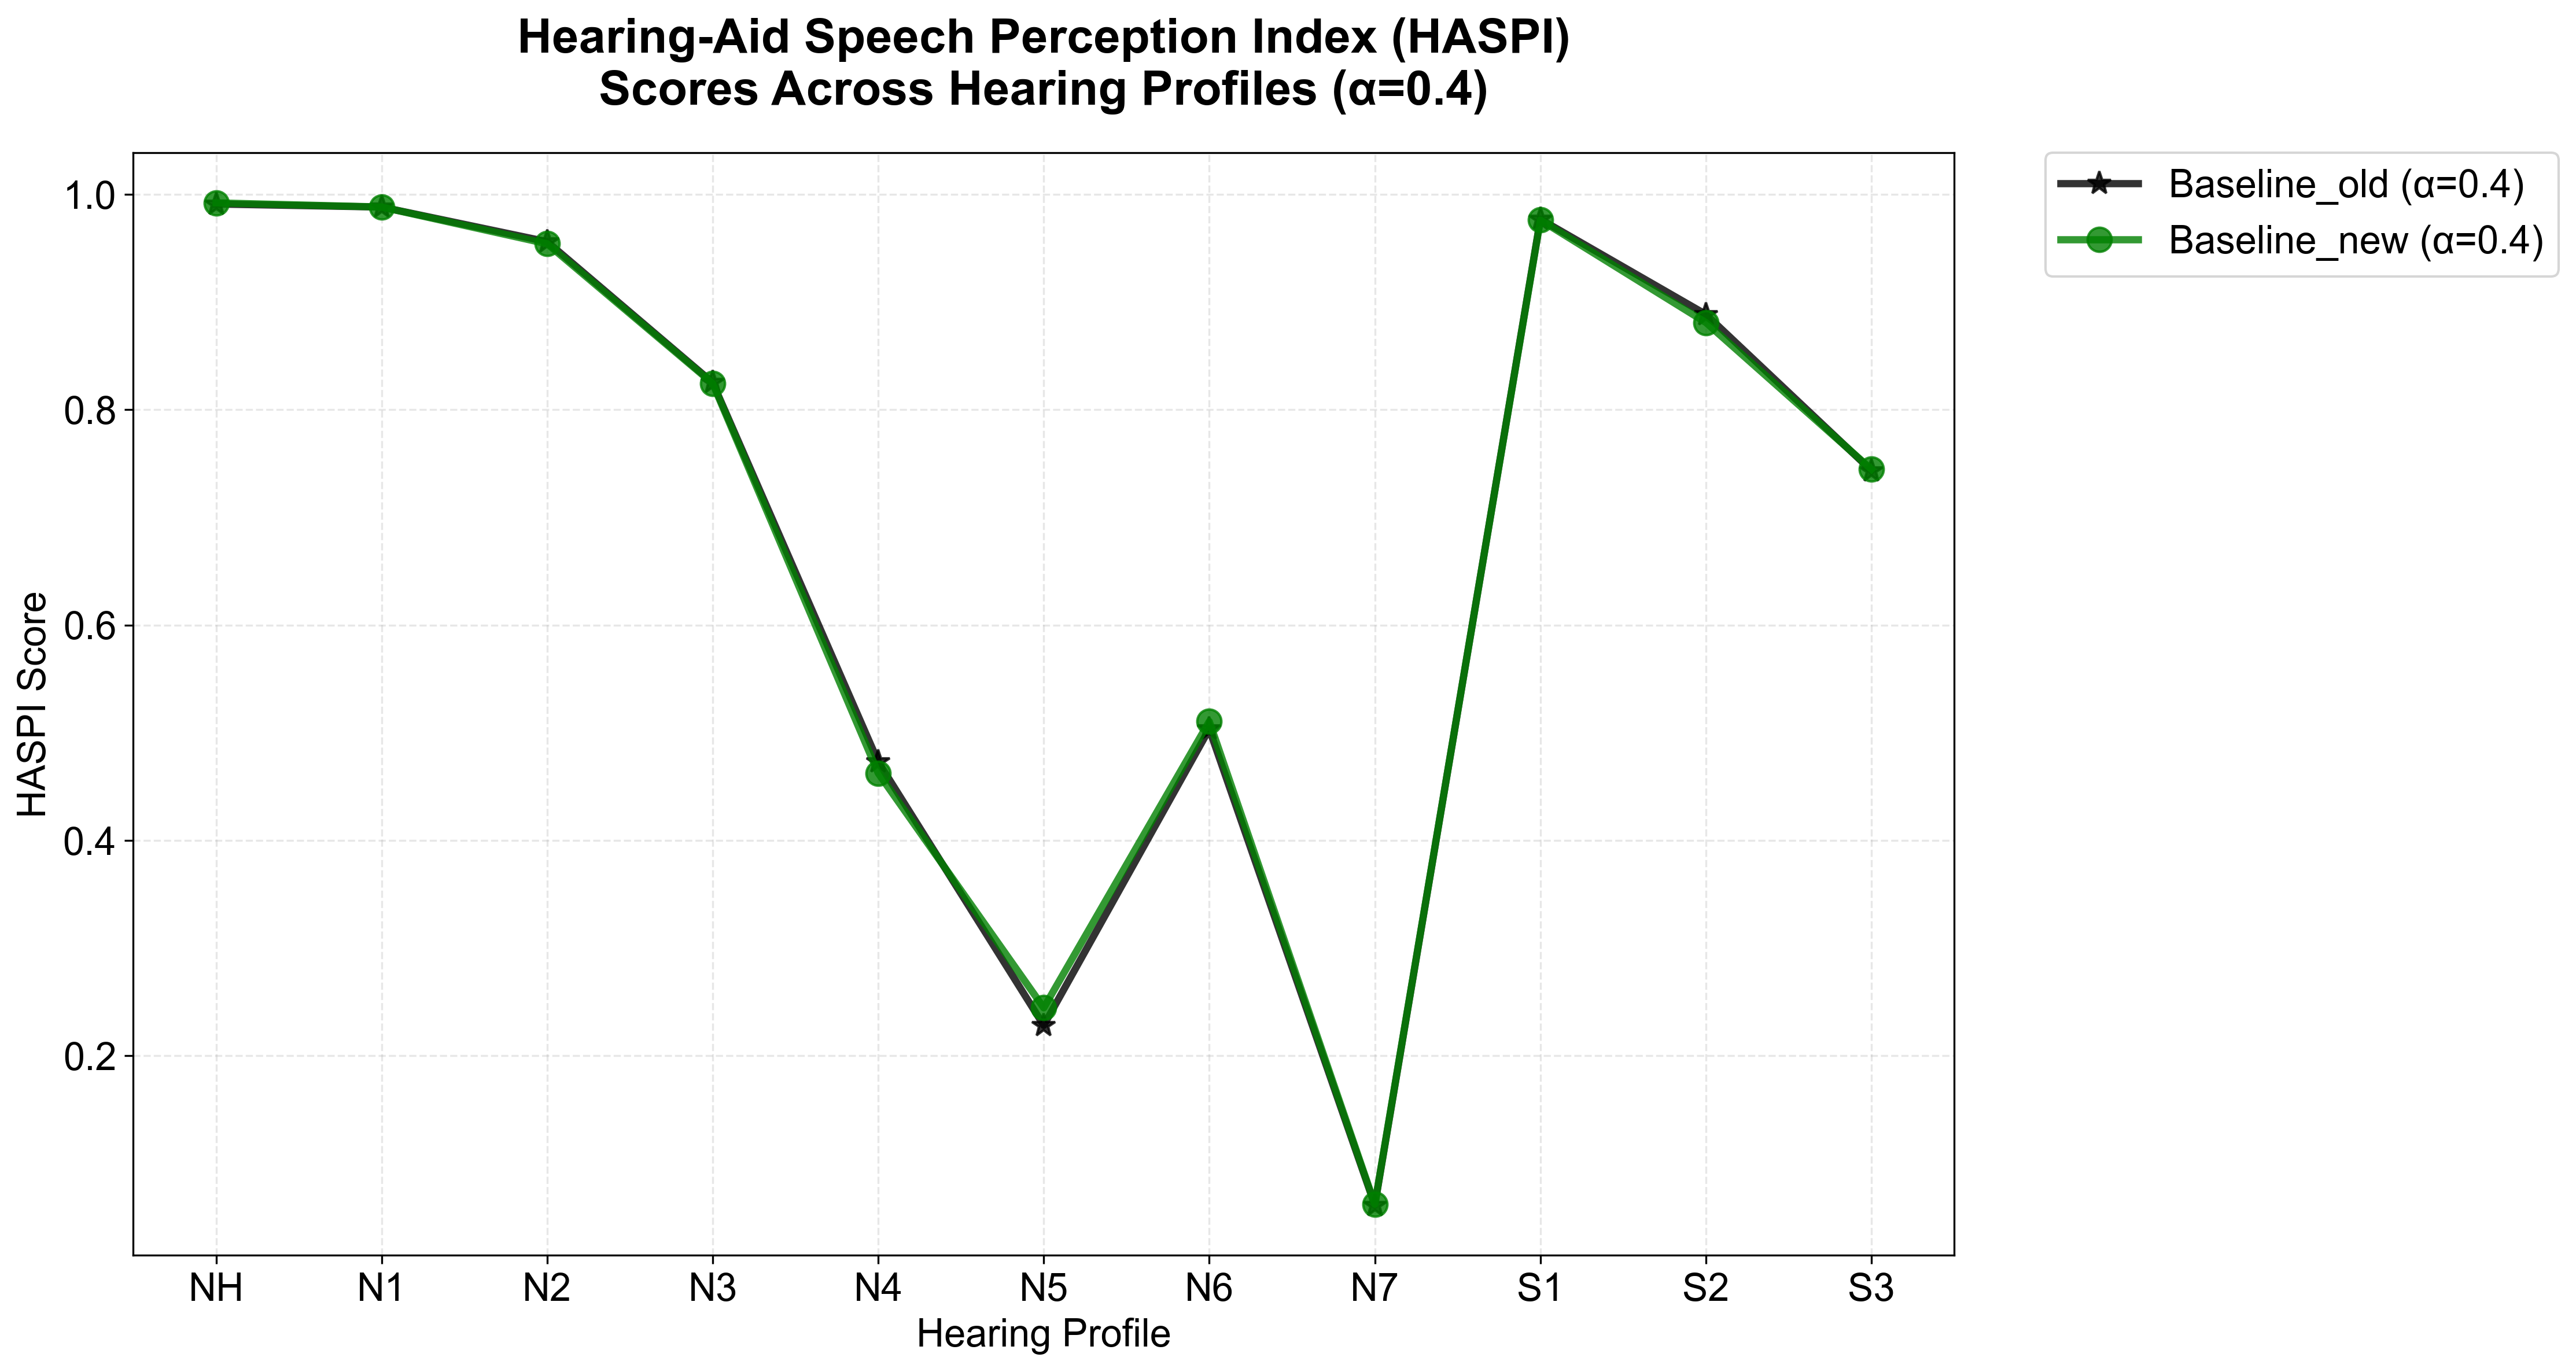 Hearing-Aid Speech Perception Index (HASPI)
Scores Across Hearing Profiles (α=0.4)
Baseline_old (α=0.4)
Baseline_new (α=0.4)
HASPI Score
1.0
0.8
0.6
0.4
0.2
NH N1 N2 N3 N4 N5 N6 N7 S1 S2 S3
Hearing Profile